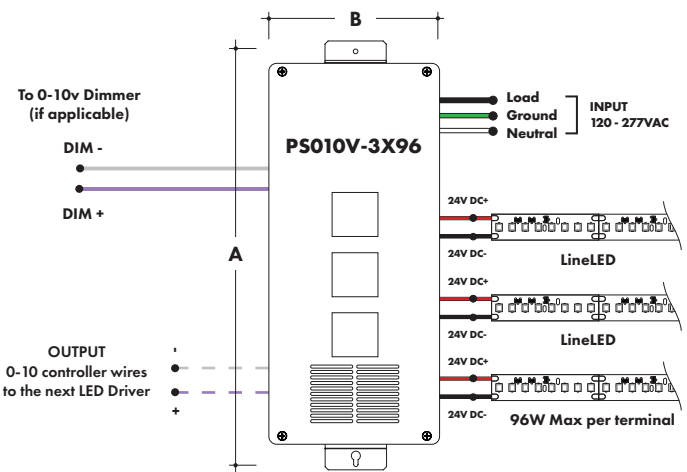 B
To 0-10v Dimmer
(if applicable)
DIM -
DIM +
A
PS010V-3X96
Load
Ground
Neutral
INPUT
120 - 277VAC
24V DC+
24V DC-
LineLED
24V DC+
24V DC-
LineLED
24V DC+
24V DC-
96W Max per terminal
OUTPUT
0-10 controller wires
to the next LED Driver
-
+